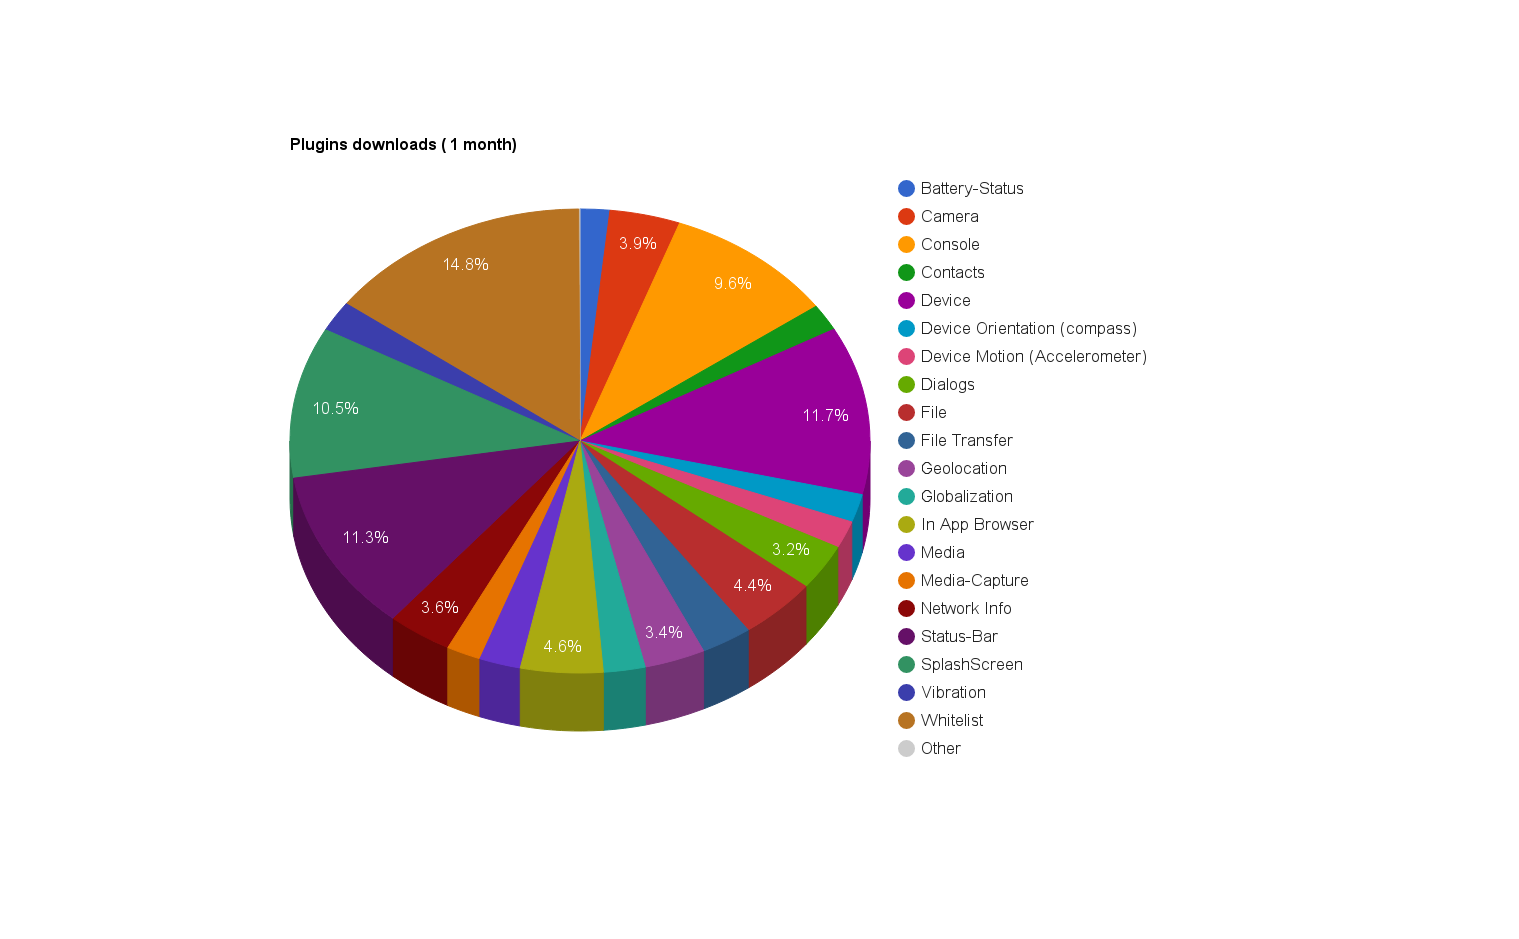 Plugins downloads ( 1 month)
Battery-Status
Camera
Console
Contacts
Device
Device Orientation (compass)
Device Motion (Accelerometer)
Dialogs
File
File Transfer
Geolocation
Globalization
In App Browser
Media
Media-Capture
Network Info
Status-Bar
SplashScreen
Vibration
Whitelist
Other
3.9%
14.8%
9.6%
10.5%
11.7%
11.3%
3.2%
4.4%
3.6%
3.4%
4.6%